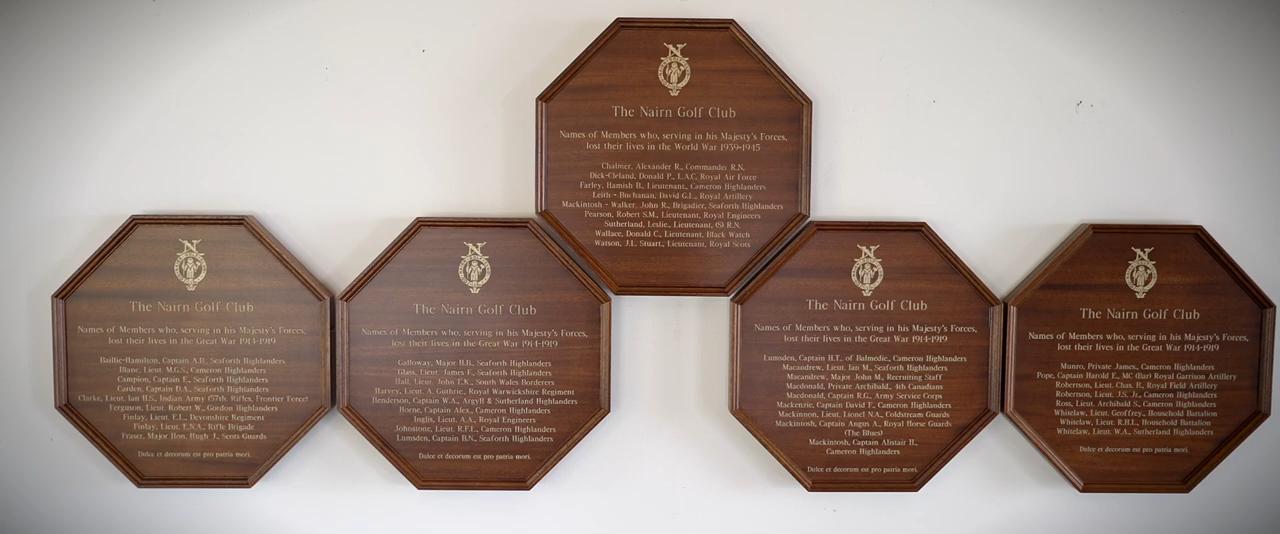 The Nairn Golf Club
Names of Members who, serving in his Majesty's Forces,
lost their lives in the World War 1939-1945
Chalmer, Alexander R., Commander R.N.
Dick-Cleland, Donald P., L.A.C, Royal Air Force
Farley, Hamish B., Lieutenant, Cameron Highlanders
Leith - Buchanan, David G.L., Royal Artillery
Mackintosh - Walker, John R., Brigadier, Seaforth Highlanders
Pearson, Robert S.M., Lieutenant, Royal Engineers
Sutherland, Leslie, Lieutenant, (S) R.N.
Wallace, Donald C., Lieutenant, Black Watch
Watson, J.L. Stuart., Lieutenant, Royal Scots
The Nairn Golf Club
Names of Members who, serving in his Majesty's Forces,
lost their lives in the Great War 1914-1919
Baillie-Hamilton, Captain A.B., Seaforth Highlanders
Blane, Lieut. M.G.S., Cameron Highlanders
Campion, Captain E., Seaforth Highlanders
Carden, Captain D.A., Seaforth Highlanders
Clarke, Lieut. Ian H.S., Indian Army (57th. Rifles, Frontier Force)
Ferguson, Lieut. Robert W., Gordon Highlanders
Finlay, Lieut. E.L., Devonshire Regiment
Finlay, Lieut. E.N.A., Rifle Brigade
Fraser, Major Hon. Hugh J., Scots Guards
Dulce et decorum est pro patria mori.
The Nairn Golf Club
Names of Members who, serving in his Majesty's Forces,
lost their lives in the Great War 1914-1919
Galloway, Major H.B., Seaforth Highlanders
Glass, Lieut. James F., Seaforth Highlanders
Hall, Lieut. John E.K., South Wales Borderers
Harvey, Lieut. A. Guthrie., Royal Warwickshire Regiment
Henderson, Captain W.A., Argyll & Sutherland Highlanders
Horne, Captain Alex., Cameron Highlanders
Inglis, Lieut. A.A., Royal Engineers
Johnstone, Lieut. R.F.L., Cameron Highlanders
Lumsden, Captain B.N., Seaforth Highlanders
Dulce et decorum est pro patria mori.
The Nairn Golf Club
Names of Members who, serving in his Majesty's Forces,
lost their lives in the Great War 1914-1919
Lumsden, Captain H.T., of Balmedie, Cameron Highlanders
Macandrew, Lieut. Ian M., Seaforth Highlanders
Macandrew, Major John M., Recruiting Staff
Macdonald, Private Archibald, 4th Canadians
Macdonald, Captain R.G., Army Service Corps
Mackenzie, Captain David F., Cameron Highlanders
Mackinnon, Lieut. Lionel N.A., Coldstream Guards
Mackintosh, Captain Angus A., Royal Horse Guards
(The Blues)
Mackintosh, Captain Alistair H.,
Cameron Highlanders
Dulce et decorum est pro patria mori.
The Nairn Golf Club
Names of Members who, serving in his Majesty's Forces,
lost their lives in the Great War 1914-1919
Munro, Private James, Cameron Highlanders
Pope, Captain Harold E., MC (Bar) Royal Garrison Artillery
Robertson, Lieut. Chas. B., Royal Field Artillery
Robertson, Lieut. J.S. Jr., Cameron Highlanders
Ross, Lieut. Archibald S., Cameron Highlanders
Whitelaw, Lieut. Geoffrey., Household Battalion
Whitelaw, Lieut. R.H.L., Household Battalion
Whitelaw, Lieut. W.A., Sutherland Highlanders
Dulce et decorum est pro patria mori.